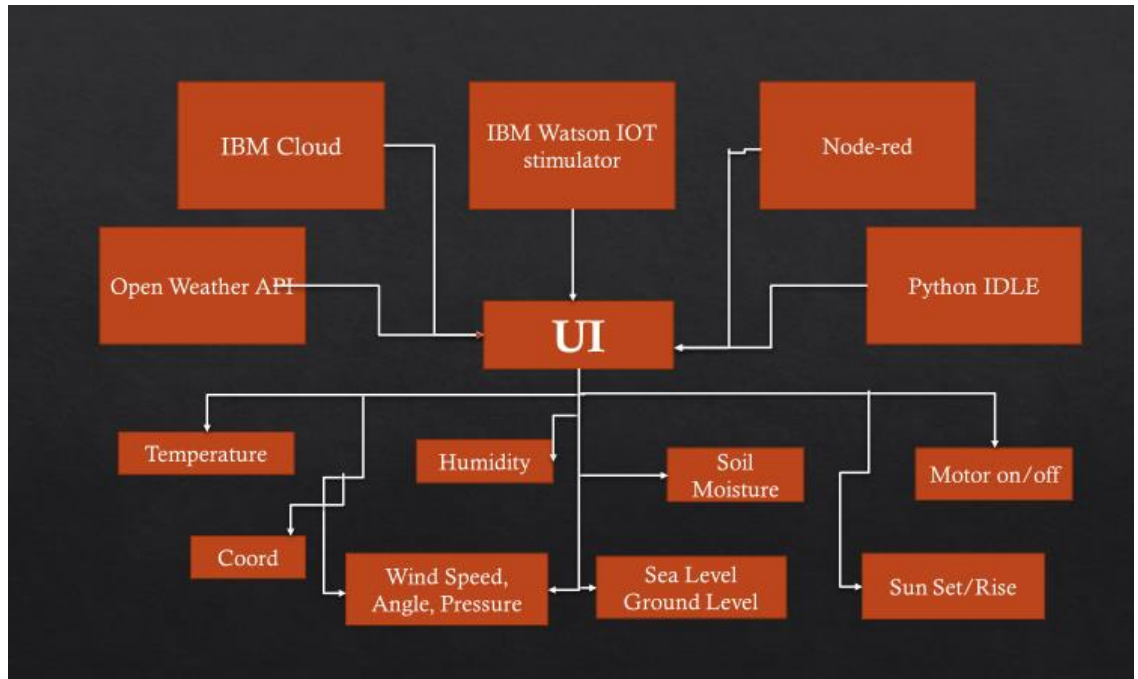 IBM Cloud
IBM Watson IOT
stimulator
Node-red
Open Weather API
Python IDLE
UI
Temperature
Humidity
Soil
Moisture
Motor on/off
Coord
Wind Speed,
Angle, Pressure
Sea Level
Ground Level
Sun Set/Rise